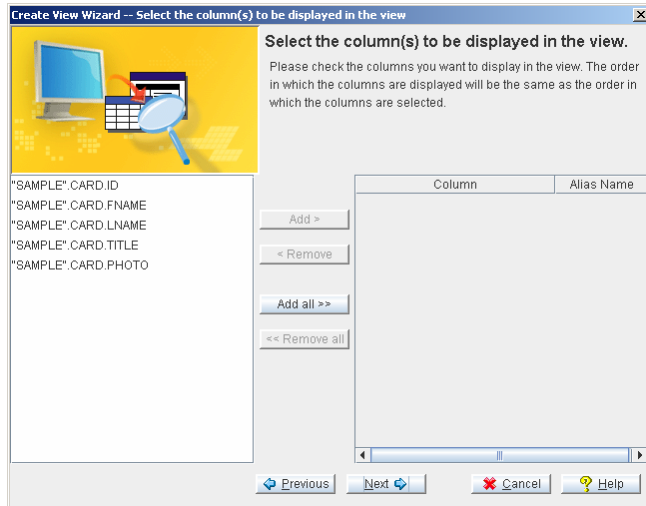 Create View Wizard -- Select the column(s) to be displayed in the view
Select the column(s) to be displayed in the view.
Please check the columns you want to display in the view. The order
in which the columns are displayed will be the same as the order in
which the columns are selected.
"SAMPLE".CARD.ID
"SAMPLE".CARD.FNAME
"SAMPLE".CARD.LNAME
"SAMPLE".CARD.TITLE
"SAMPLE".CARD.PHOTO
Add >
< Remove
Add all >>
<< Remove all
Column Alias Name
Previous Next Cancel Help